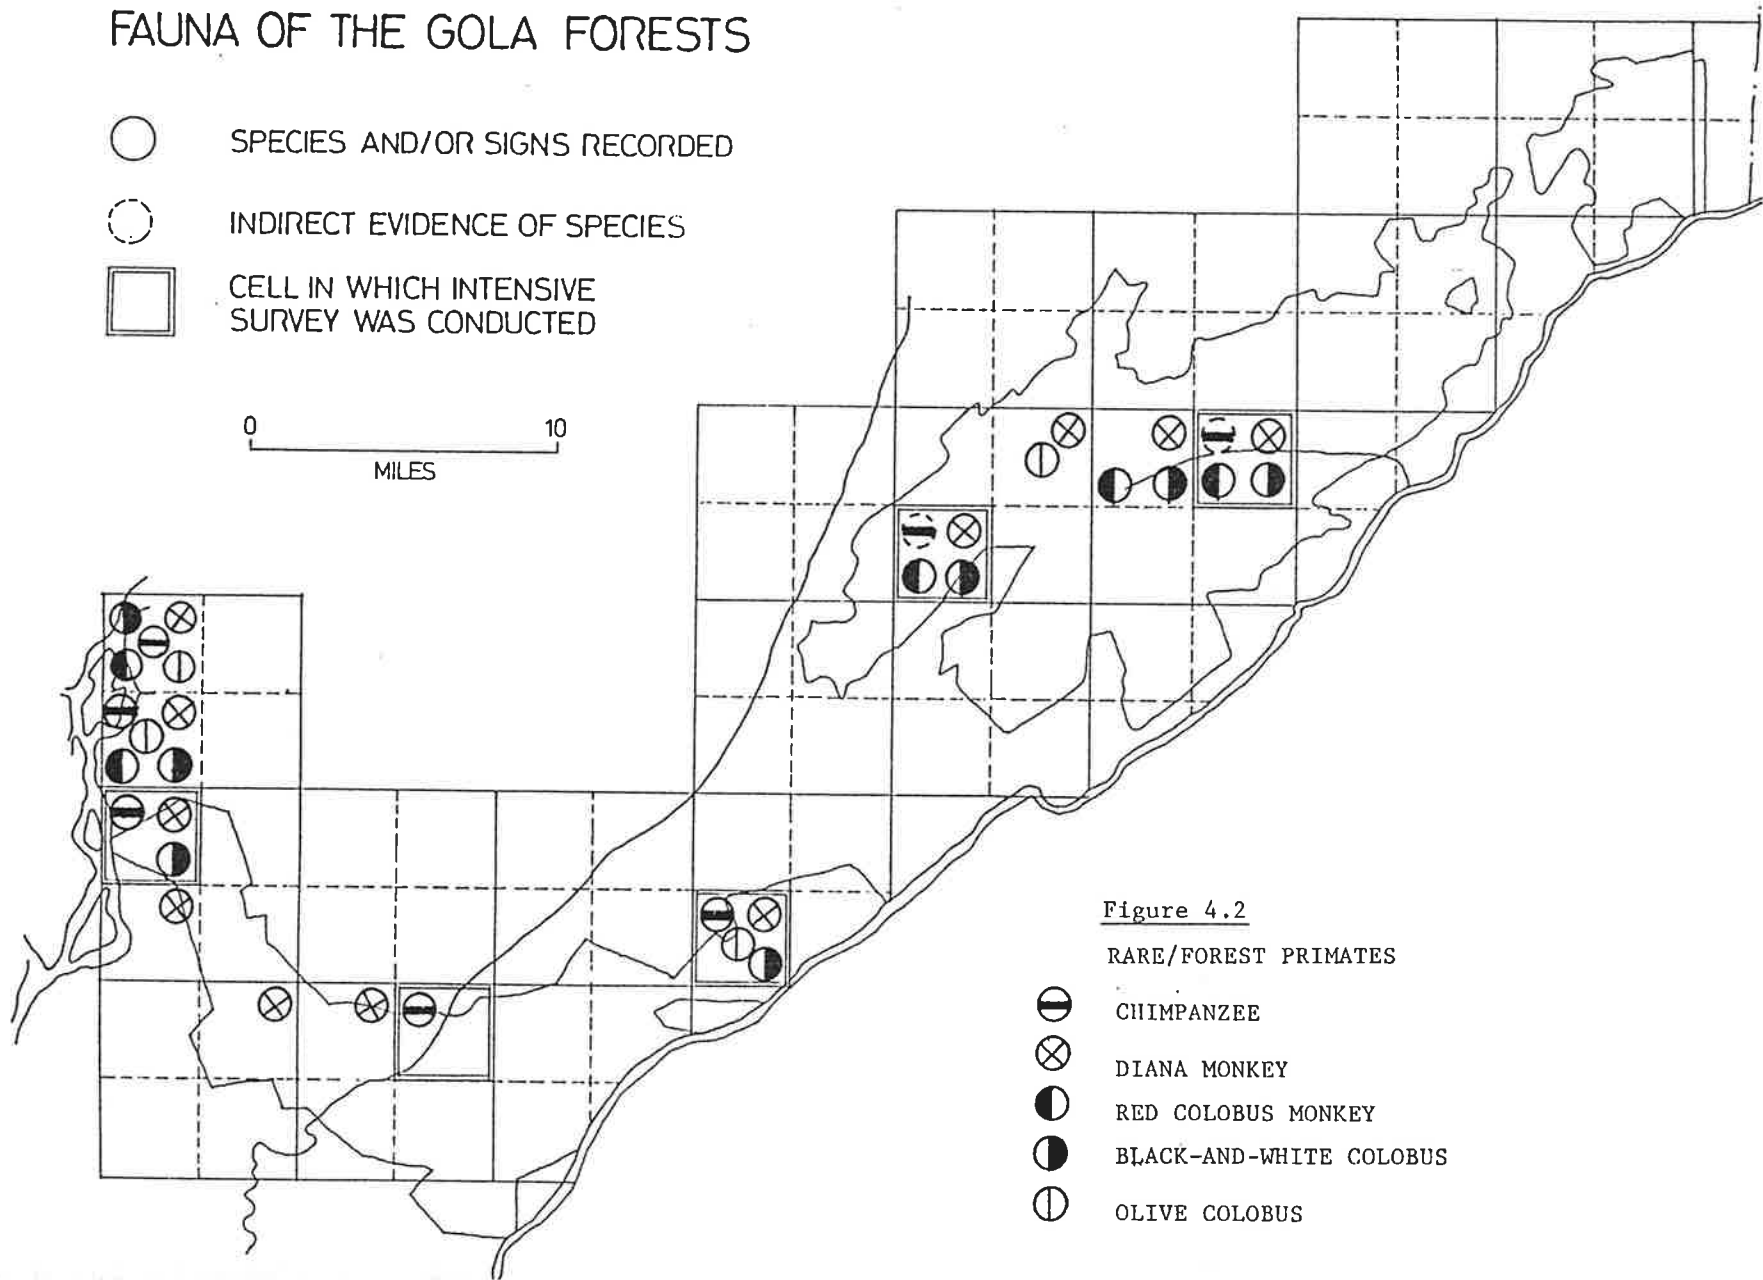 FAUNA OF THE GOLA FORESTS
SPECIES AND/OR SIGNS RECORDED
INDIRECT EVIDENCE OF SPECIES
CELL IN WHICH INTENSIVE
SURVEY WAS CONDUCTED
0 10
MILES
Figure 4.2
RARE/FOREST PRIMATES
CHIMPANZEE
DIANA MONKEY
RED COLOBUS MONKEY
BLACK-AND-WHITE COLOBUS
OLIVE COLOBUS